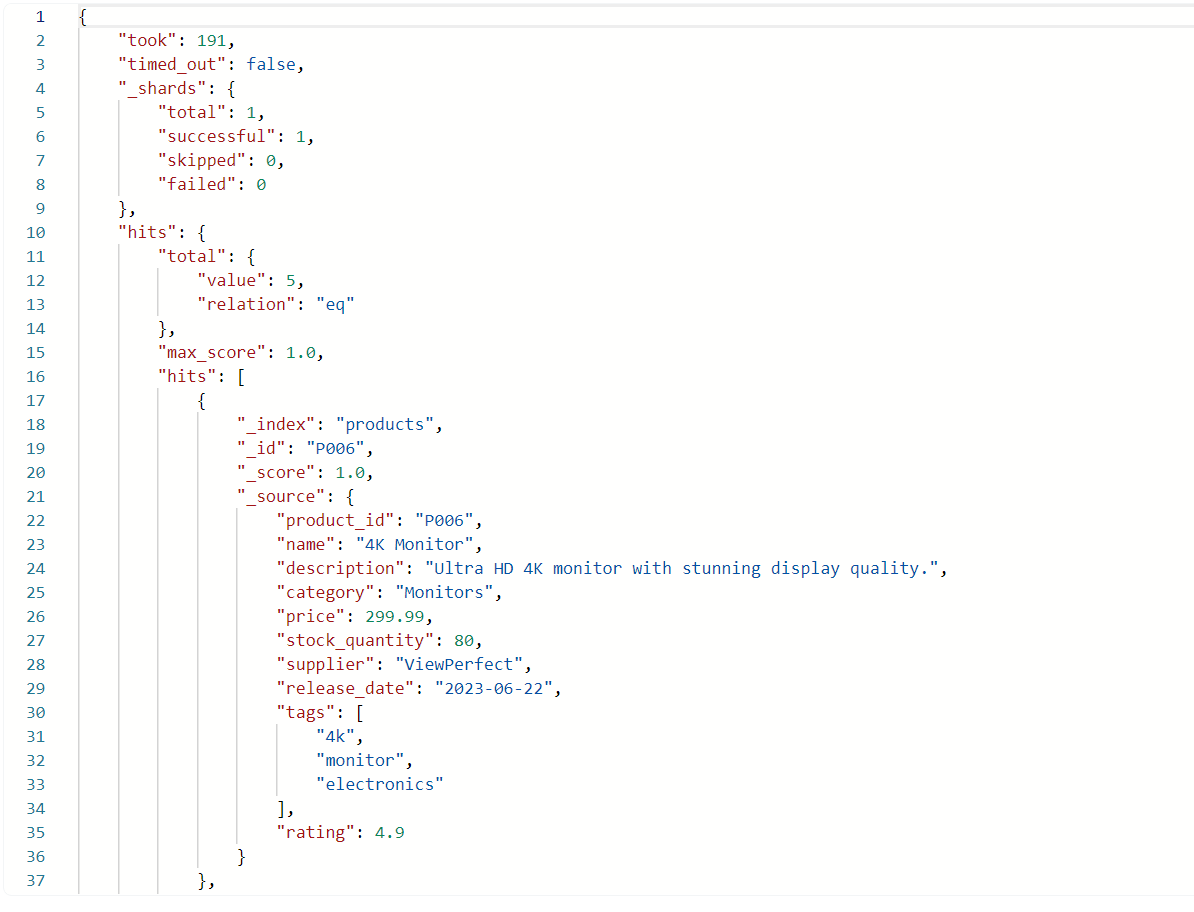 1 {
2 "took": 191,
3 "timed_out": false,
4 "_shards": {
5 "total": 1,
6 "successful": 1,
7 "skipped": 0,
8 "failed": 0
9 },
10 "hits": {
11 "total": {
12 "value": 5,
13 "relation": "eq"
14 },
15 "max_score": 1.0,
16 "hits": [
17 {
18 "_index": "products",
19 "_id": "P006",
20 "_score": 1.0,
21 "_source": {
22 "product_id": "P006",
23 "name": "4K Monitor",
24 "description": "Ultra HD 4K monitor with stunning display quality.",
25 "category": "Monitors",
26 "price": 299.99,
27 "stock_quantity": 80,
28 "supplier": "ViewPerfect",
29 "release_date": "2023-06-22",
30 "tags": [
31 "4k",
32 "monitor",
33 "electronics"
34 ],
35 "rating": 4.9
36 }
37 },